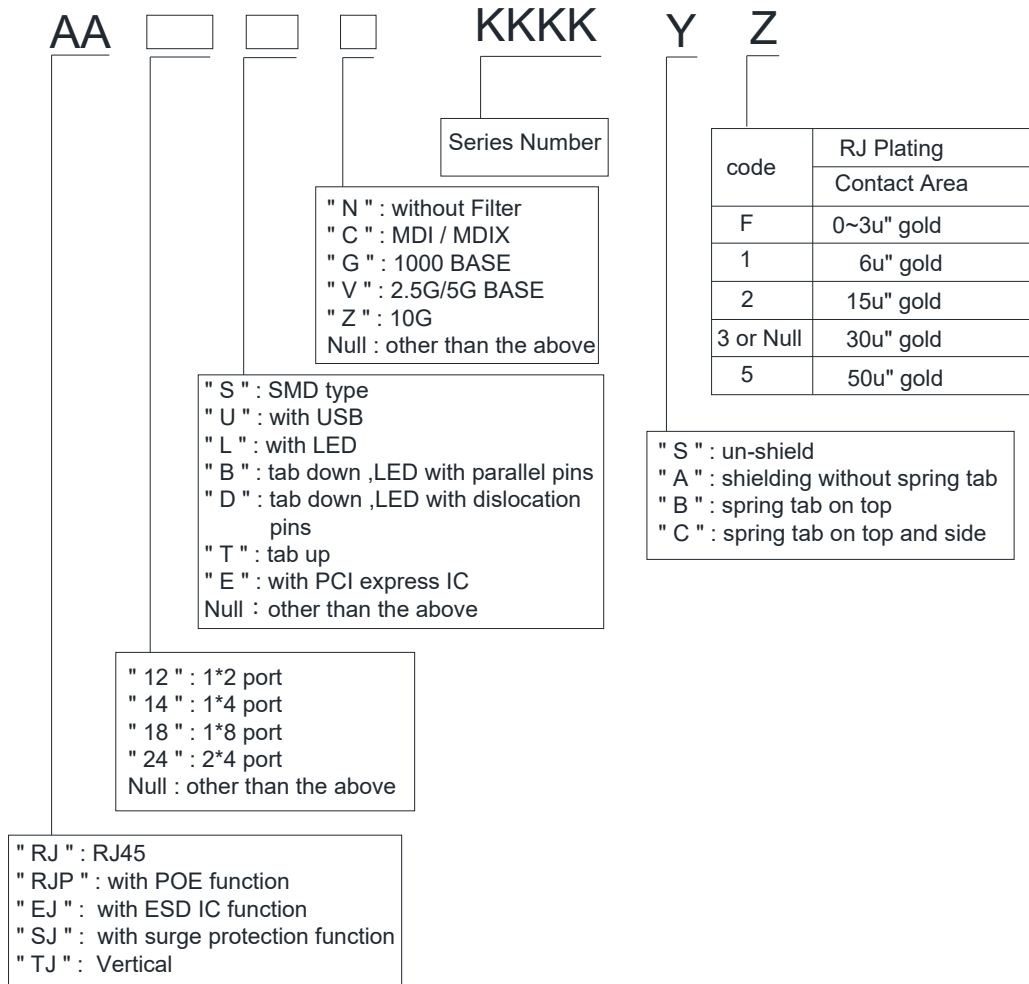 AA KKKK Y Z
Series Number
code
RJ Plating
Contact Area
F 0~3u" gold
1 6u" gold
2 15u" gold
3 or Null 30u" gold
5 50u" gold
" N " : without Filter
" C " : MDI / MDIX
" G " : 1000 BASE
" V " : 2.5G/5G BASE
" Z " : 10G
Null : other than the above
" S " : SMD type
" U " : with USB
" L " : with LED
" B " : tab down ,LED with parallel pins
" D " : tab down ,LED with dislocation
pins
" T " : tab up
" E " : with PCI express IC
Null：other than the above
" S " : un-shield
" A " : shielding without spring tab
" B " : spring tab on top
" C " : spring tab on top and side
" 12 " : 1*2 port
" 14 " : 1*4 port
" 18 " : 1*8 port
" 24 " : 2*4 port
Null : other than the above
" RJ " : RJ45
" RJP " : with POE function
" EJ " : with ESD IC function
" SJ " : with surge protection function
" TJ " : Vertical